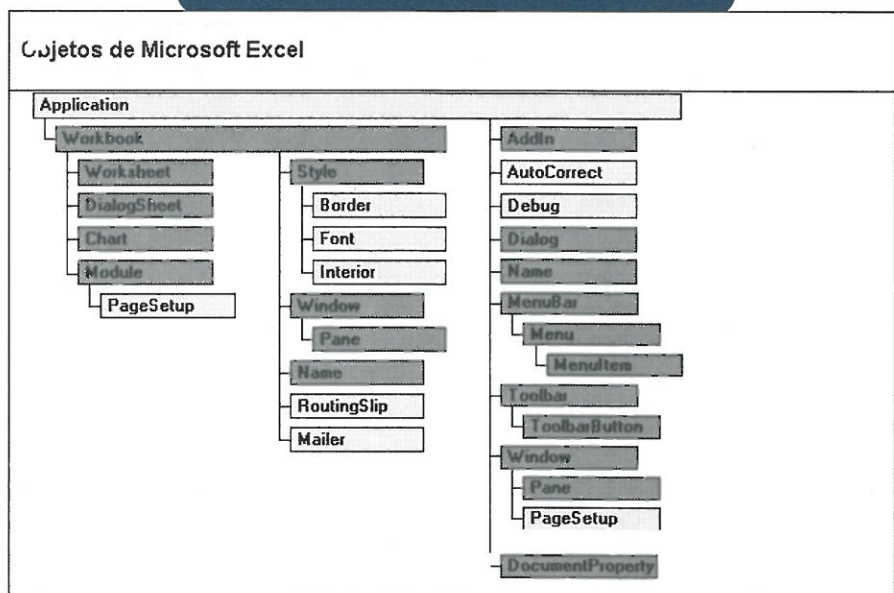 Objetos de Microsoft Excel
Application
Workbook
Worksheet
DialogSheet
Chart
Module
PageSetup
Style
Border
Font
Interior
Window
Pane
Name
RoutingSlip
Mailer
AddIn
AutoCorrect
Debug
Dialog
Name
MenuBar
Menu
MenuItem
Toolbar
ToolbarButton
Window
Pane
PageSetup
DocumentProperty